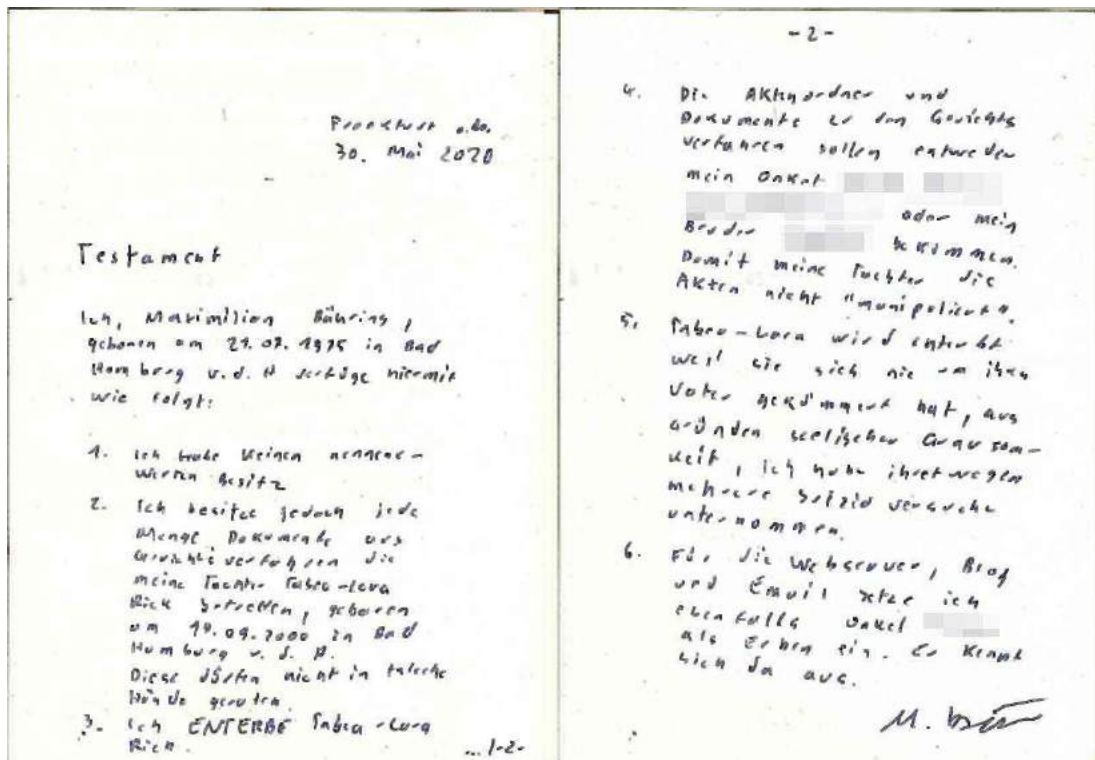 Frankfurt a.M.
30. Mai 2020
Testament
Ich, Maximilian Bähring,
geboren am 21.07.1975 in Bad
Homburg v.d.H verfüge hiermit
wie folgt:
1. Ich habe keinen nennens-
werten Besitz
2. Ich besitze jedoch jede
Menge Dokumente aus
Gerichtsverfahren die
meine Tochter Tabea-Lara
Rick betreffen, geboren
am 19.09.2000 in Bad
Homburg v.d.H.
Diese dürfen nicht in falsche
Hände geraten.
3. Ich ENTERBE Tabea-Lara
Rick.
...1-2-
-2-
4. Die Aktenordner und
Dokumente zu den Gerichts
verfahren sollen entweder
mein Onkel
oder mein
Bruder bekommen.
Damit meine Tochter die
Akten nicht "manipuliert".
5. Tabea-Lara wird enterbt
weil sie sich nie um ihren
Vater gekümmert hat, aus
Gründen seelischer Grausam-
keit, ich habe ihretwegen
mehrere Suizid versuche
unternommen.
6. Für die Webserver, Blog
und Email setze ich
ebenfalls Onkel
als Erben ein. Er kennt
sich da aus.